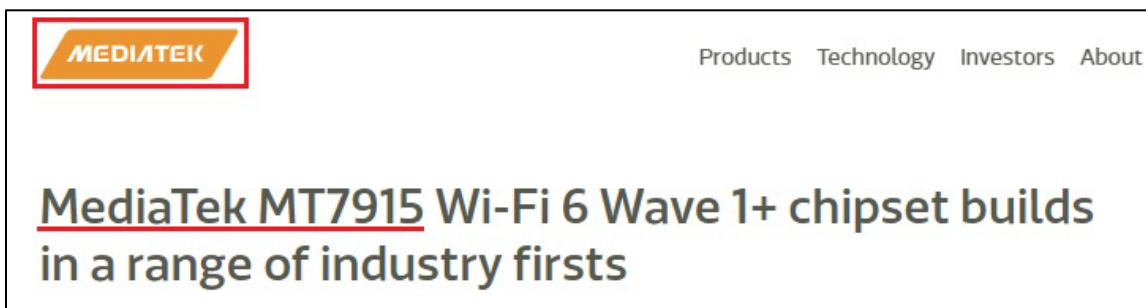 MEDIATEK
Products Technology Investors About
MediaTek MT7915 Wi-Fi 6 Wave 1+ chipset builds
in a range of industry firsts